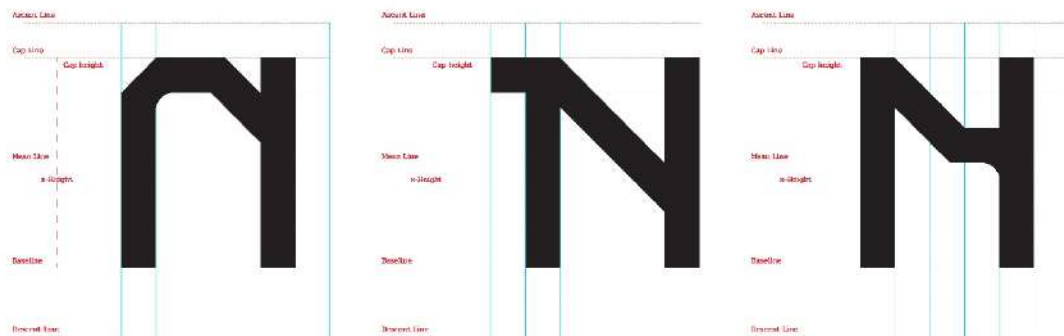 Ascent Line
Cap Line
Cap height
Mean Line
x-Height
Baseline
Descent Line
N
Ascent Line
Cap Line
Cap height
Mean Line
x-Height
Baseline
Descent Line
N
Ascent Line
Cap Line
Cap height
Mean Line
x-Height
Baseline
Descent Line
N